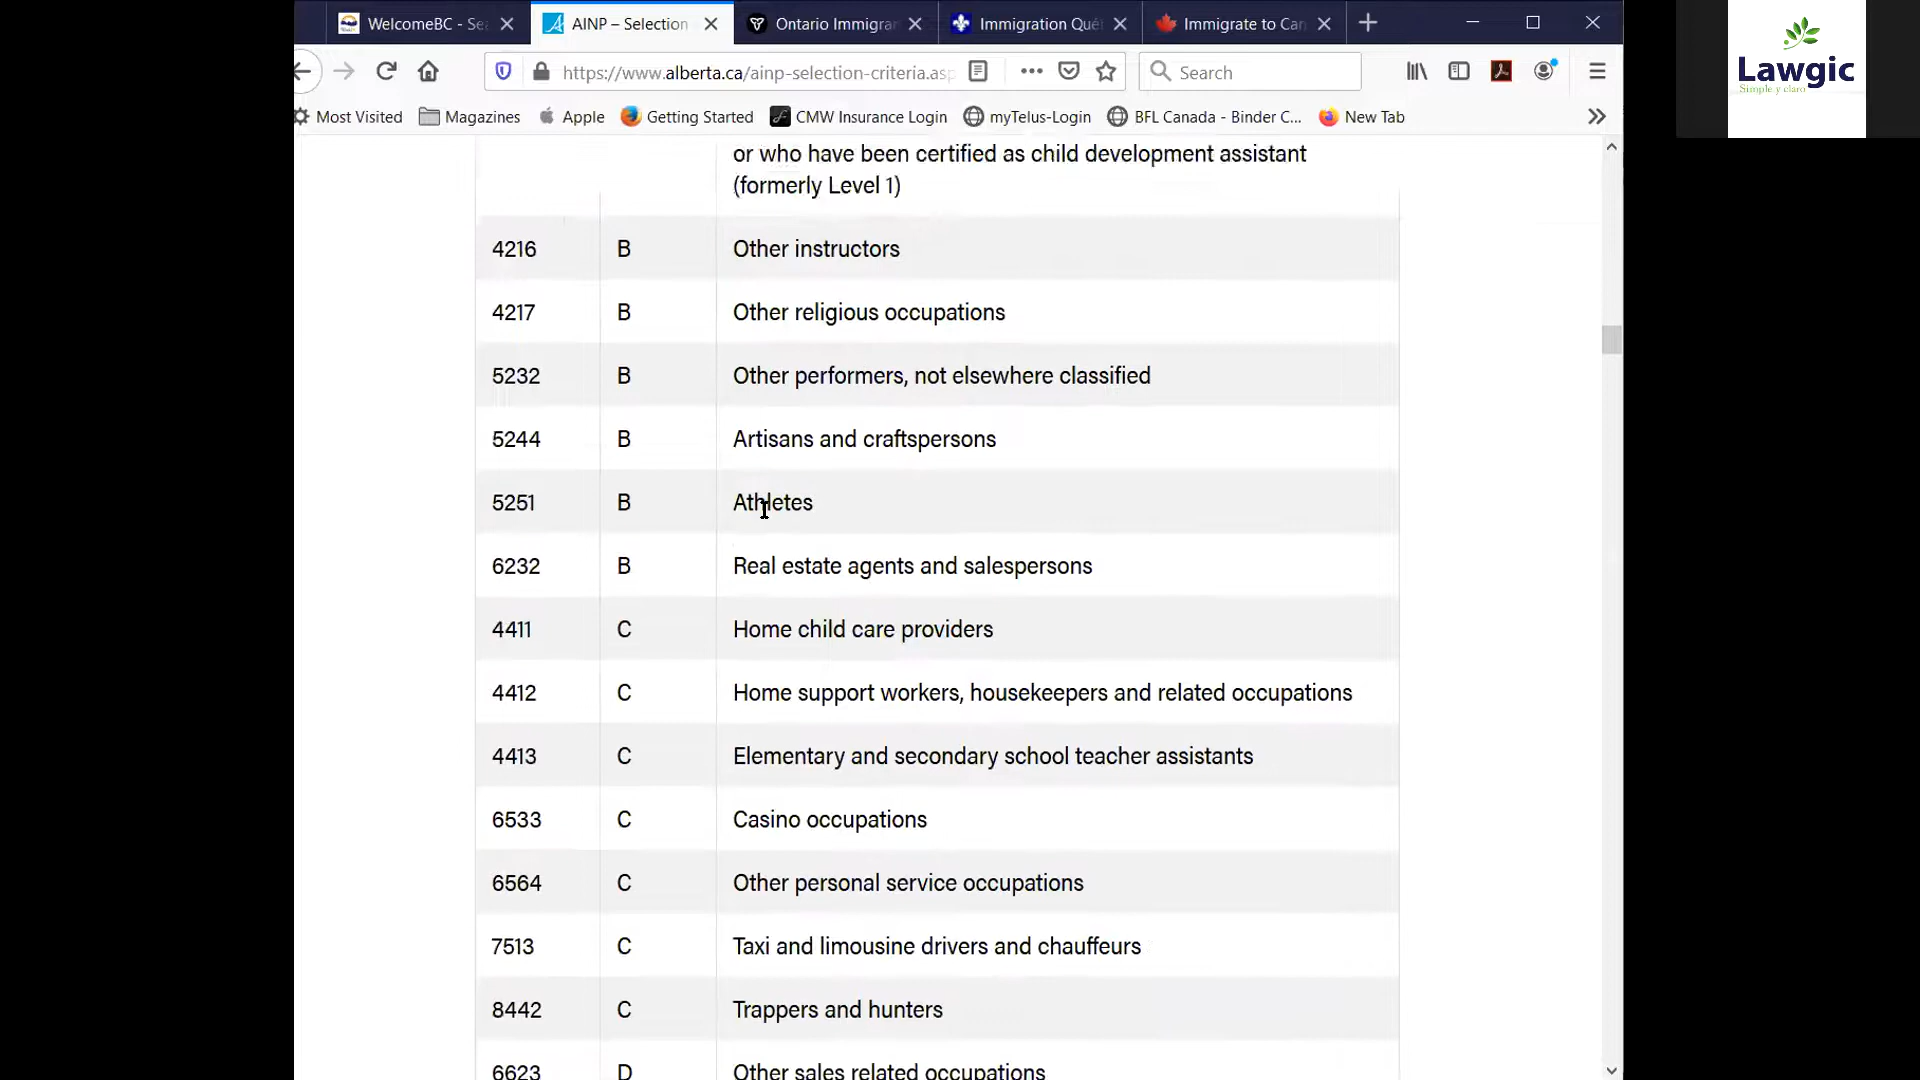 WelcomeBC - Se
AINP – Selection
Ontario Immigra
Immigration Qué
Immigrate to Can
https://www.alberta.ca/ainp-selection-criteria.asp
Search
Most Visited
Magazines
Apple
Getting Started
CMW Insurance Login
myTelus-Login
BFL Canada - Binder C...
New Tab
Lawgic
Simple y claro
or who have been certified as child development assistant
(formerly Level 1)
4216 B Other instructors
4217 B Other religious occupations
5232 B Other performers, not elsewhere classified
5244 B Artisans and craftspersons
5251 B Athletes
6232 B Real estate agents and salespersons
4411 C Home child care providers
4412 C Home support workers, housekeepers and related occupations
4413 C Elementary and secondary school teacher assistants
6533 C Casino occupations
6564 C Other personal service occupations
7513 C Taxi and limousine drivers and chauffeurs
8442 C Trappers and hunters
6623 D Other sales related occupations